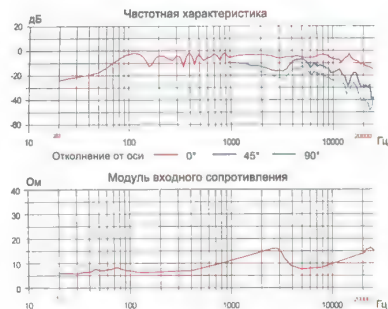 Частотная характеристика
дБ
20
0
-20
-40
-60
-80
10 20 100 1000 10000 20000 Гц
Отколнение от оси 0° 45° 90°
Модуль входного сопротивления
Ом
40
30
20
10
0
10 100 1000 10000 Гц